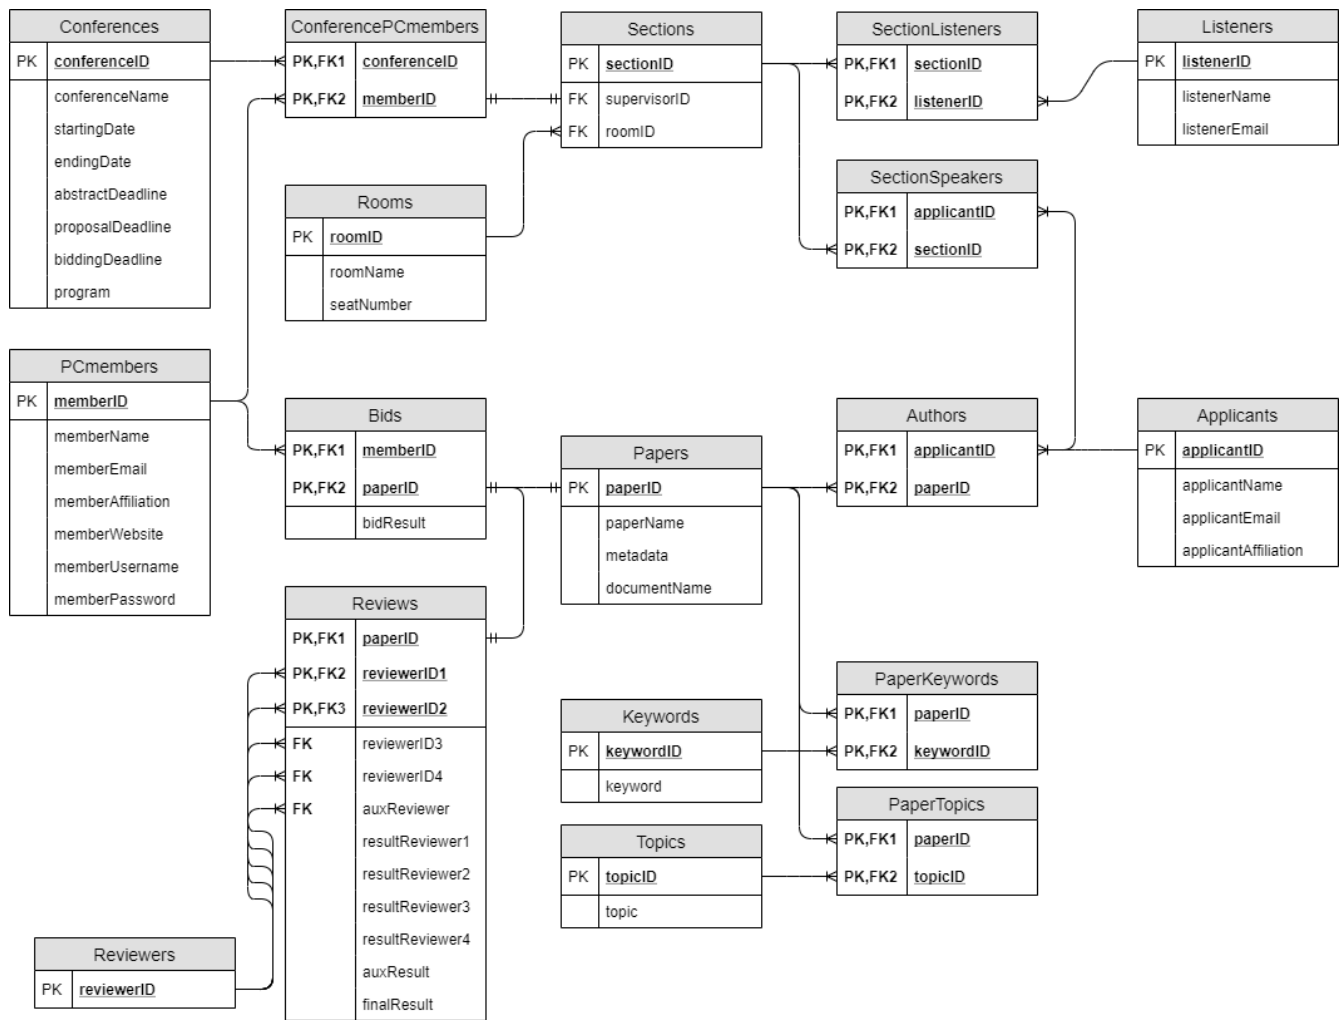 Conferences
PK conferenceID
conferenceName
startingDate
endingDate
abstractDeadline
proposalDeadline
biddingDeadline
program
ConferencePCmembers
PK,FK1 conferenceID
PK,FK2 memberID
Sections
PK sectionID
FK supervisorID
FK roomID
SectionListeners
PK,FK1 sectionID
PK,FK2 listenerID
Listeners
PK listenerID
listenerName
listenerEmail
Rooms
PK roomID
roomName
seatNumber
SectionSpeakers
PK,FK1 applicantID
PK,FK2 sectionID
PCmembers
PK memberID
memberName
memberEmail
memberAffiliation
memberWebsite
memberUsername
memberPassword
Bids
PK,FK1 memberID
PK,FK2 paperID
bidResult
Papers
PK paperID
paperName
metadata
documentName
Authors
PK,FK1 applicantID
PK,FK2 paperID
Applicants
PK applicantID
applicantName
applicantEmail
applicantAffiliation
Reviews
PK,FK1 paperID
PK,FK2 reviewerID1
PK,FK3 reviewerID2
FK reviewerID3
FK reviewerID4
FK auxReviewer
resultReviewer1
resultReviewer2
resultReviewer3
resultReviewer4
auxResult
finalResult
Keywords
PK keywordID
keyword
PaperKeywords
PK,FK1 paperID
PK,FK2 keywordID
Topics
PK topicID
topic
PaperTopics
PK,FK1 paperID
PK,FK2 topicID
Reviewers
PK reviewerID